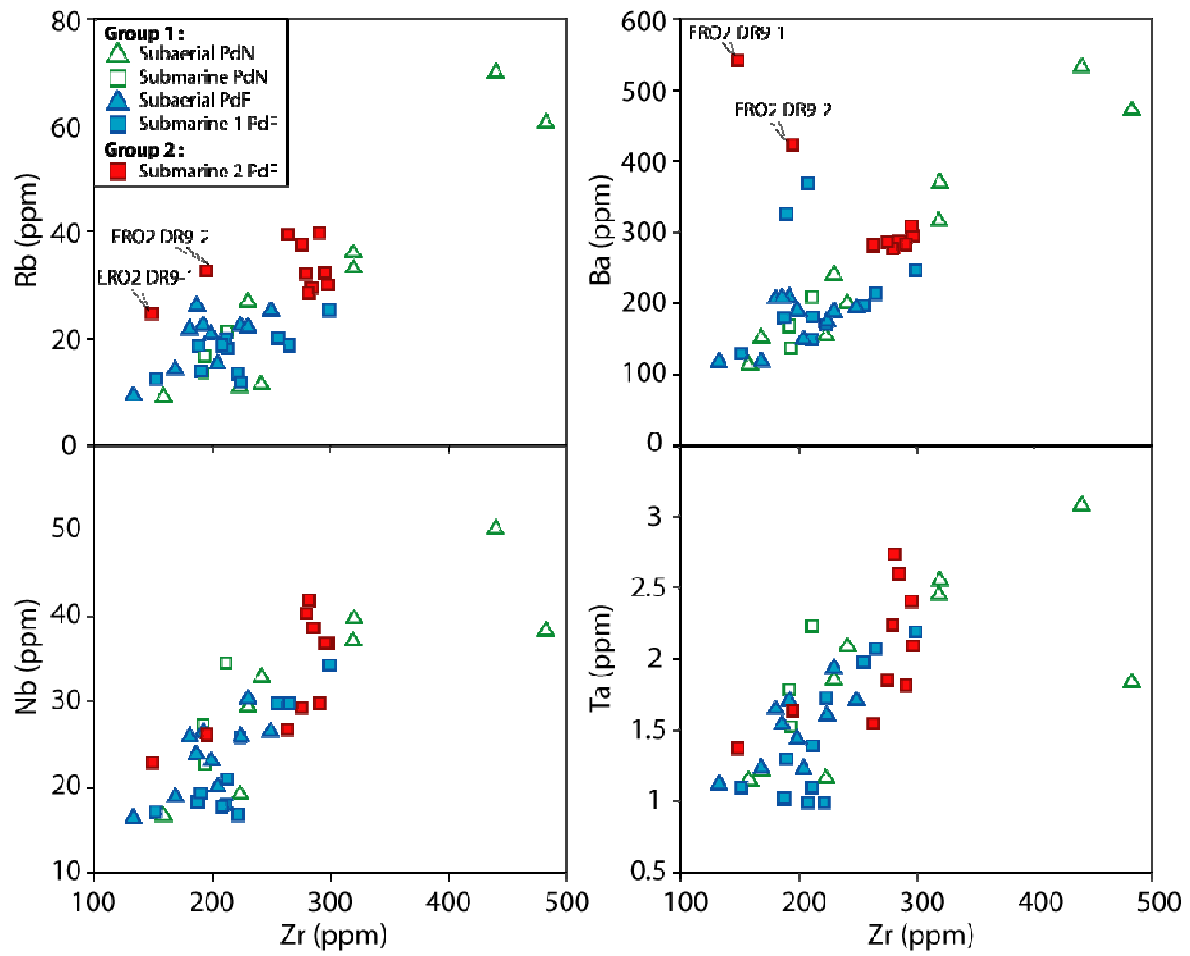 80
60
40
20
0
Rb (ppm)
Group 1 :
Subaerial PdN
Submarine PdN
Subaerial PdF
Submarine 1 PdF
Group 2 :
Submarine 2 PdF
FRO2 DR9-2
FRO2 DR9-1
600
500
400
300
200
100
0
Ba (ppm)
FRO2 DR9-1
FRO2 DR9-2
50
40
30
20
10
Nb (ppm)
100
200
300
400
500
Zr (ppm)
3
2.5
2
1.5
1
0.5
Ta (ppm)
100
200
300
400
500
Zr (ppm)